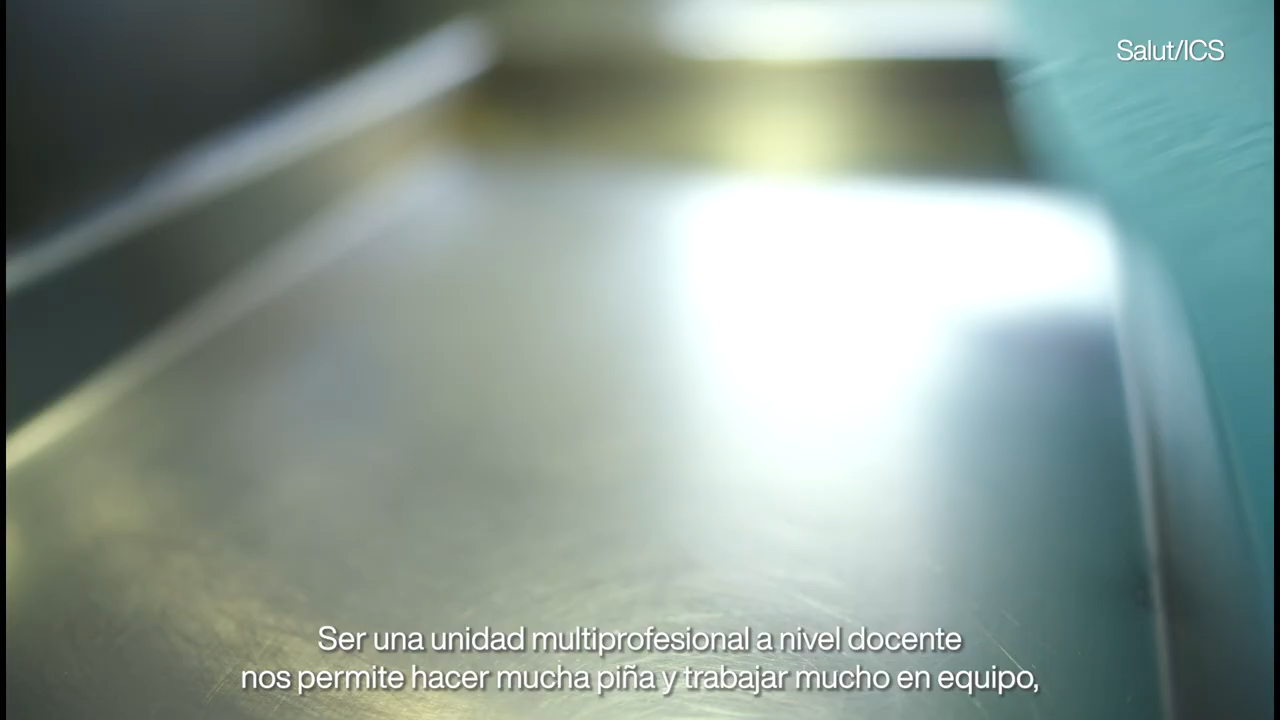 Salut/ICS
Ser una unidad multiprofesional a nivel docente
nos permite hacer mucha piña y trabajar mucho en equipo,